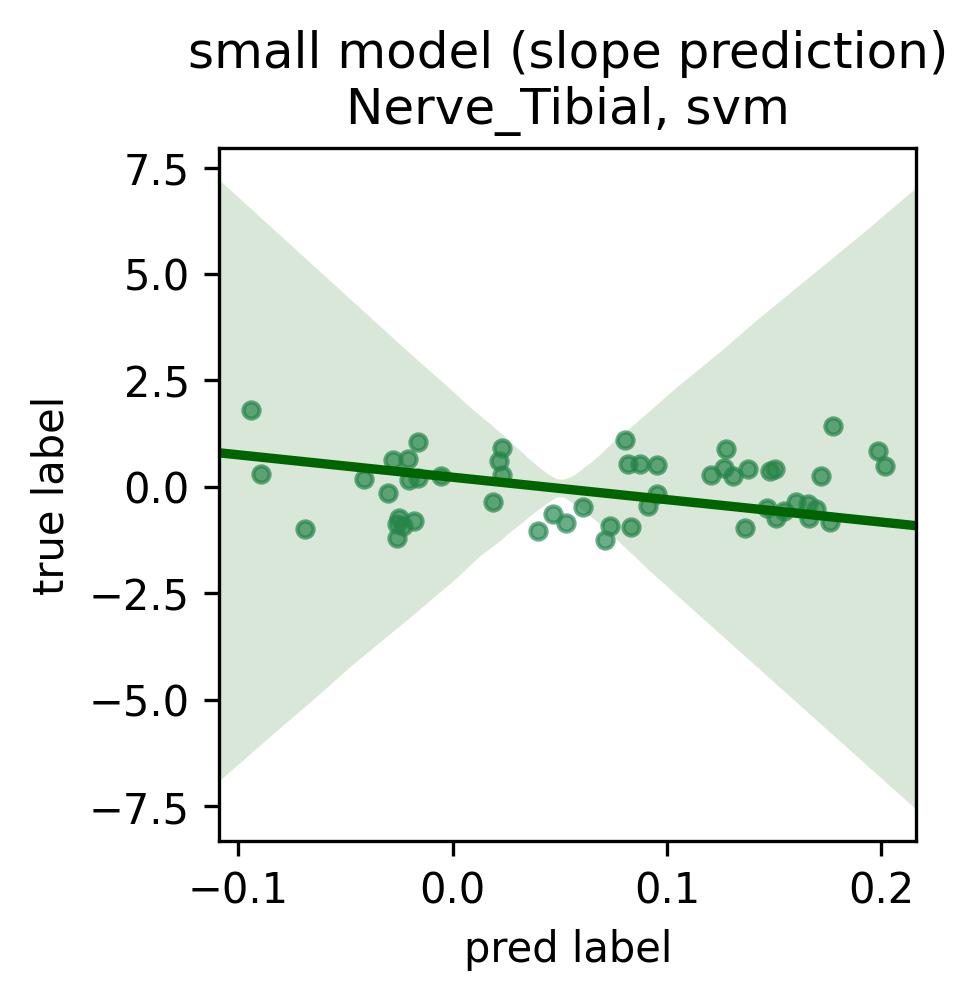 small model (slope prediction)
Nerve_Tibial, svm
7.5
5.0
2.5
0.0
−2.5
−5.0
−7.5
true label
−0.1
0.0
0.1
0.2
pred label